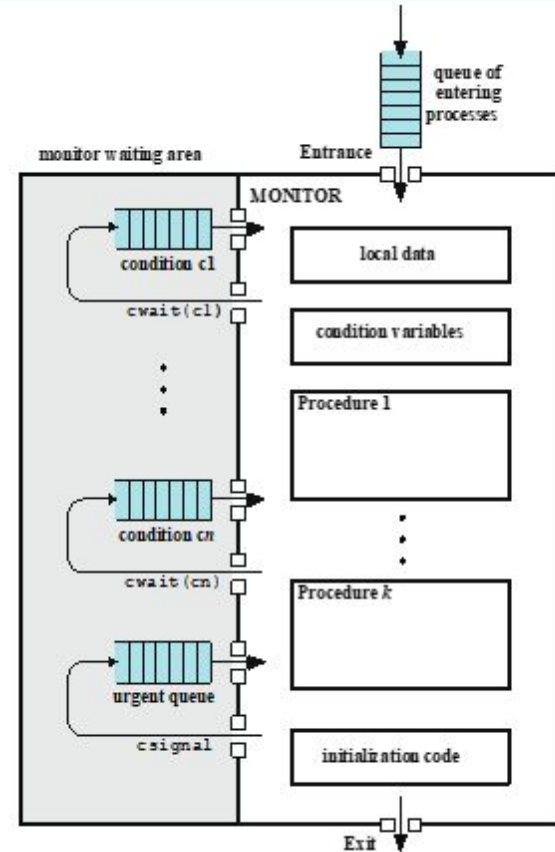 queue of
entering
processes
monitor waiting area
Entrance
MONITOR
condition c1
local data
cwait(c1)
condition variables
Procedure 1
condition cn
cwait(cn)
Procedure k
urgent queue
csignal
initialization code
Exit